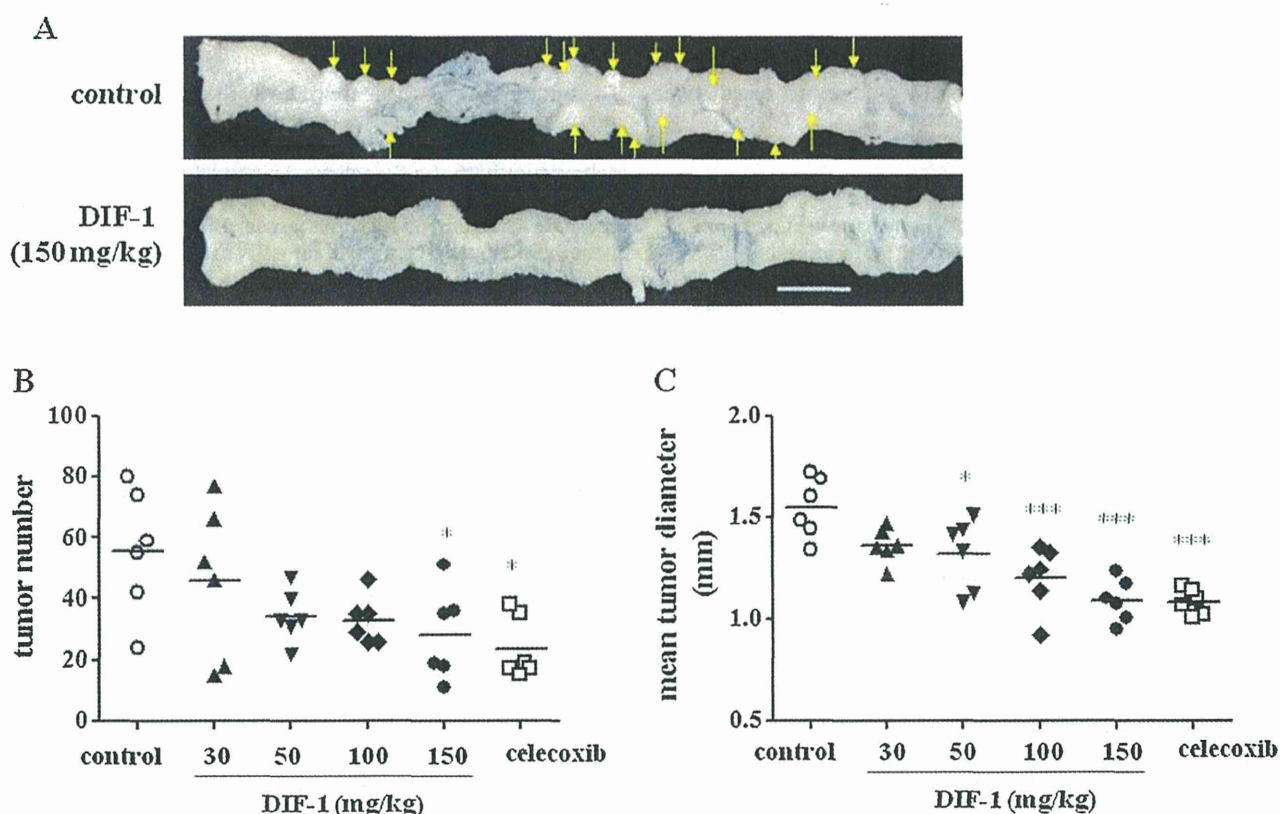 A
control
DIF-1
(150 mg/kg)
B
tumor number
100
80
60
40
20
0
*
*
control
30
50
100
150
celecoxib
DIF-1 (mg/kg)
C
mean tumor diameter
(mm)
2.0
1.5
1.0
0.5
*
***
***
***
control
30
50
100
150
celecoxib
DIF-1 (mg/kg)